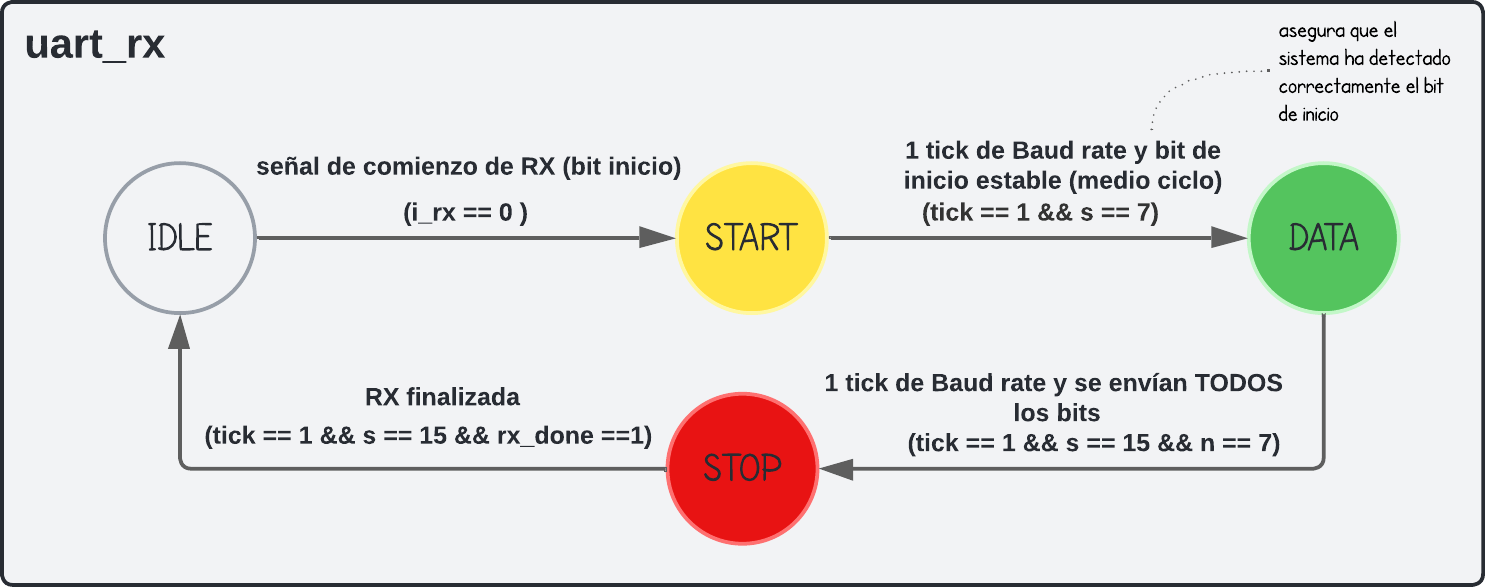 uart_rx
asegura que el
sistema ha detectado
correctamente el bit
de inicio
señal de comienzo de RX (bit inicio)
(i_rx == 0 )
1 tick de Baud rate y bit de
inicio estable (medio ciclo)
(tick == 1 && s == 7)
IDLE
START
DATA
RX finalizada
(tick == 1 && s == 15 && rx_done ==1)
1 tick de Baud rate y se envían TODOS
los bits
(tick == 1 && s == 15 && n == 7)
STOP